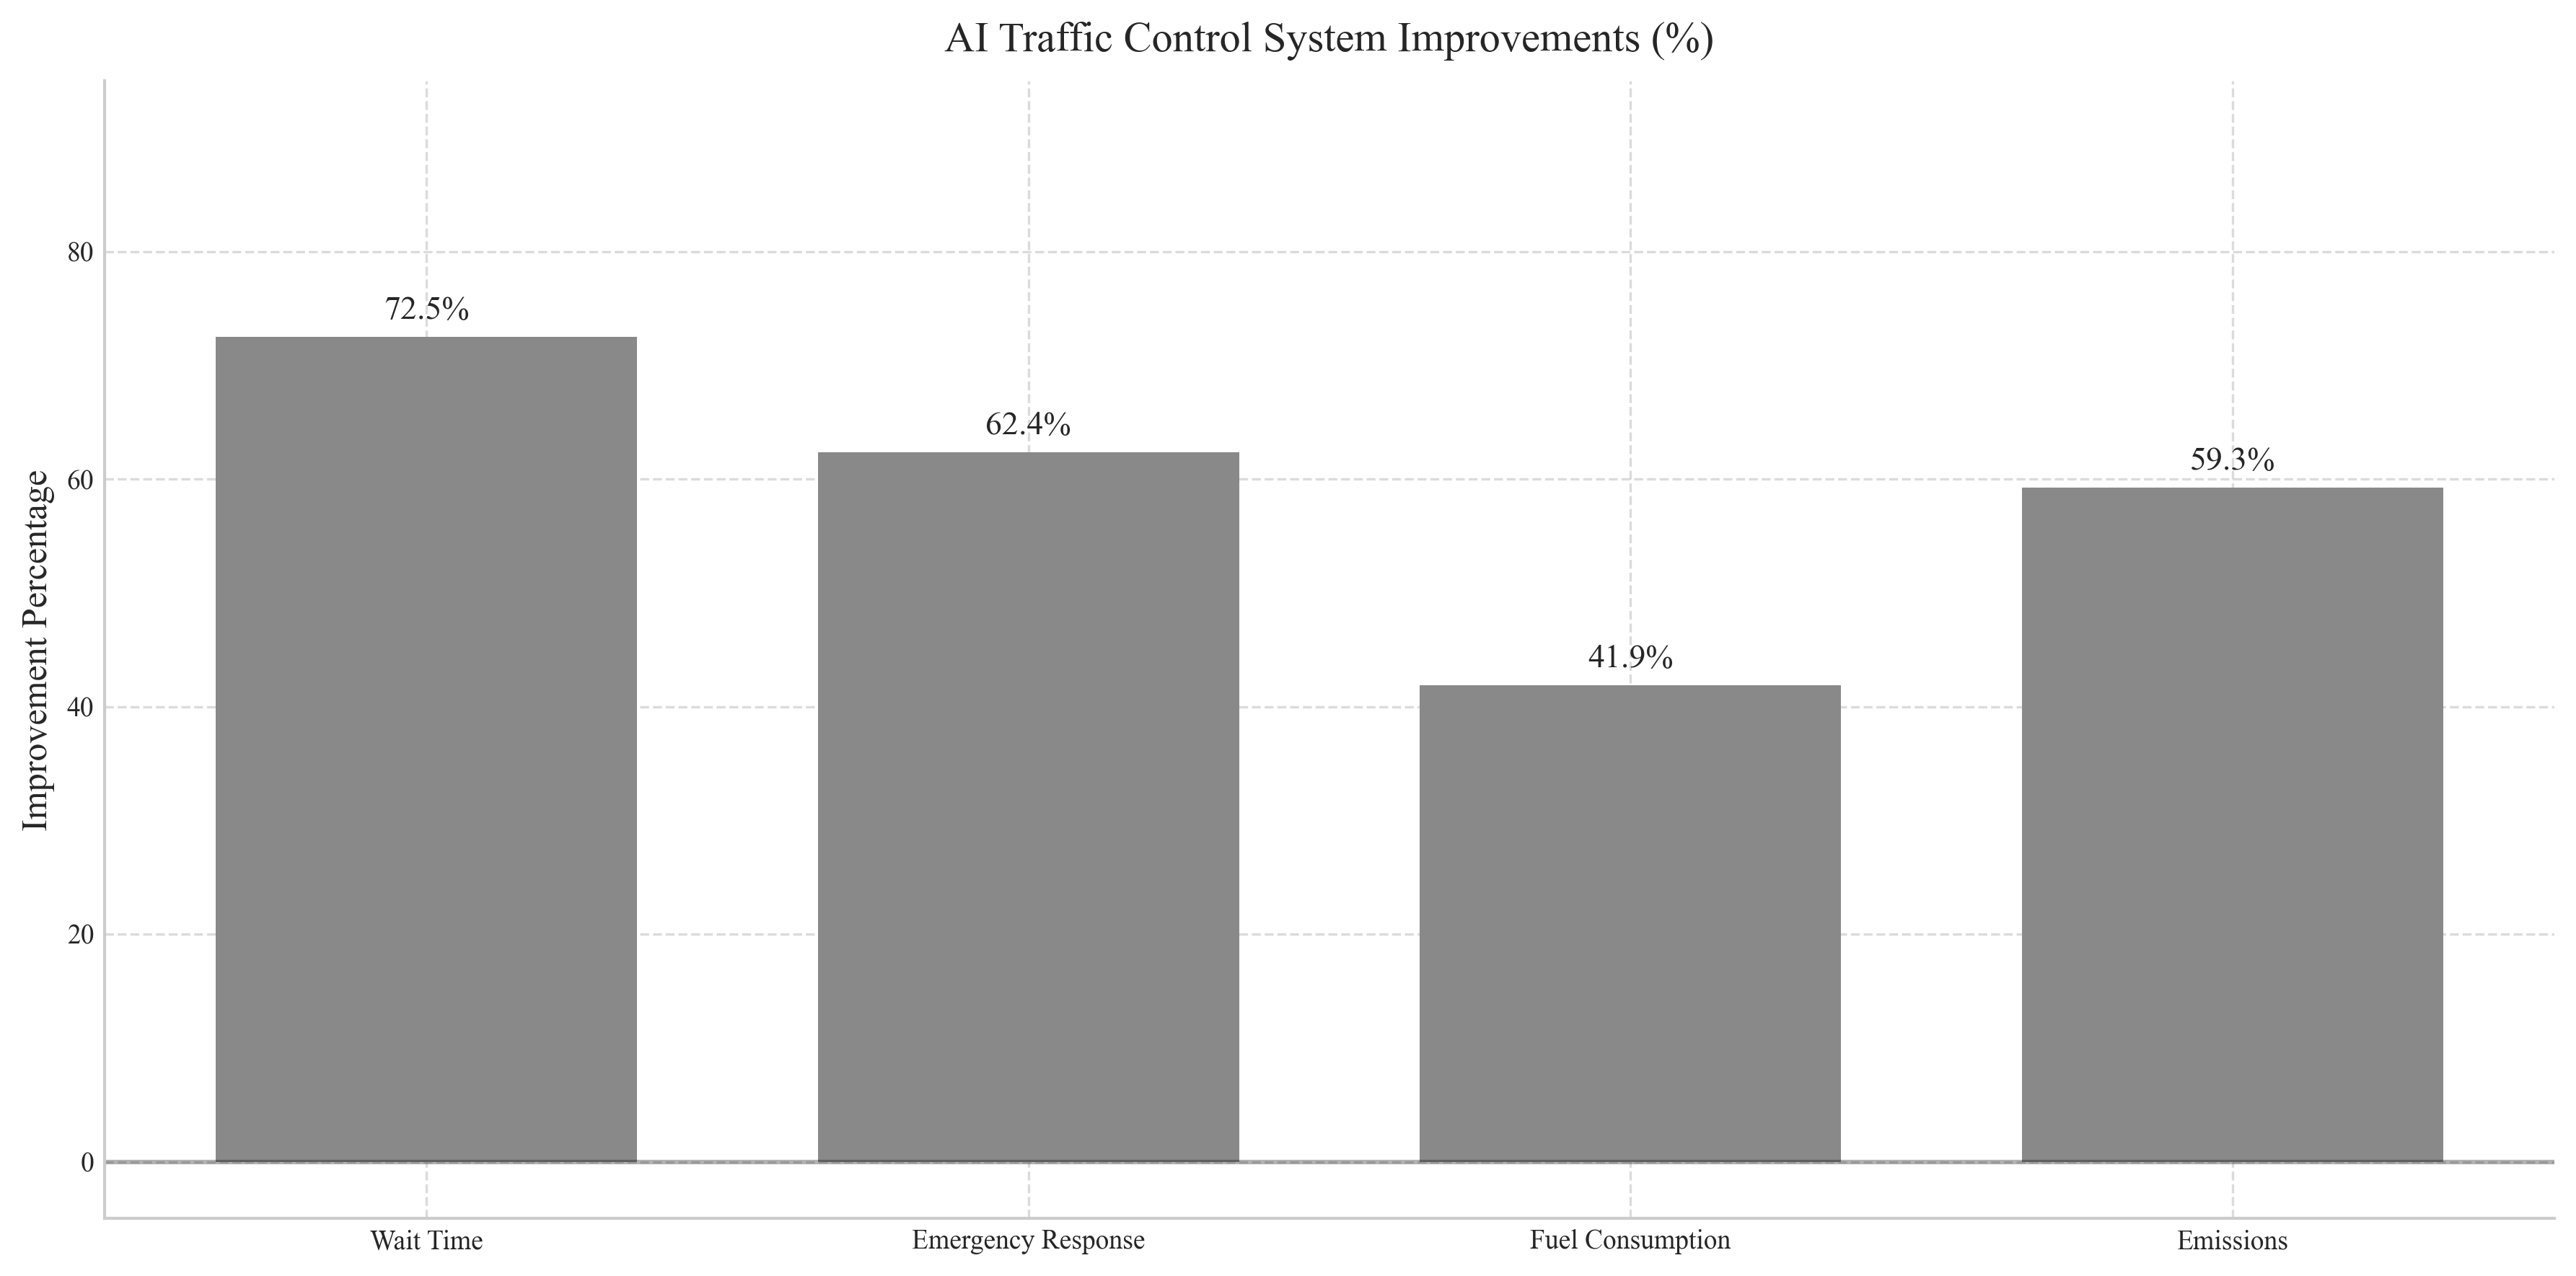 AI Traffic Control System Improvements (%)
Improvement Percentage
80
60
40
20
0
72.5%
62.4%
41.9%
59.3%
Wait Time
Emergency Response
Fuel Consumption
Emissions